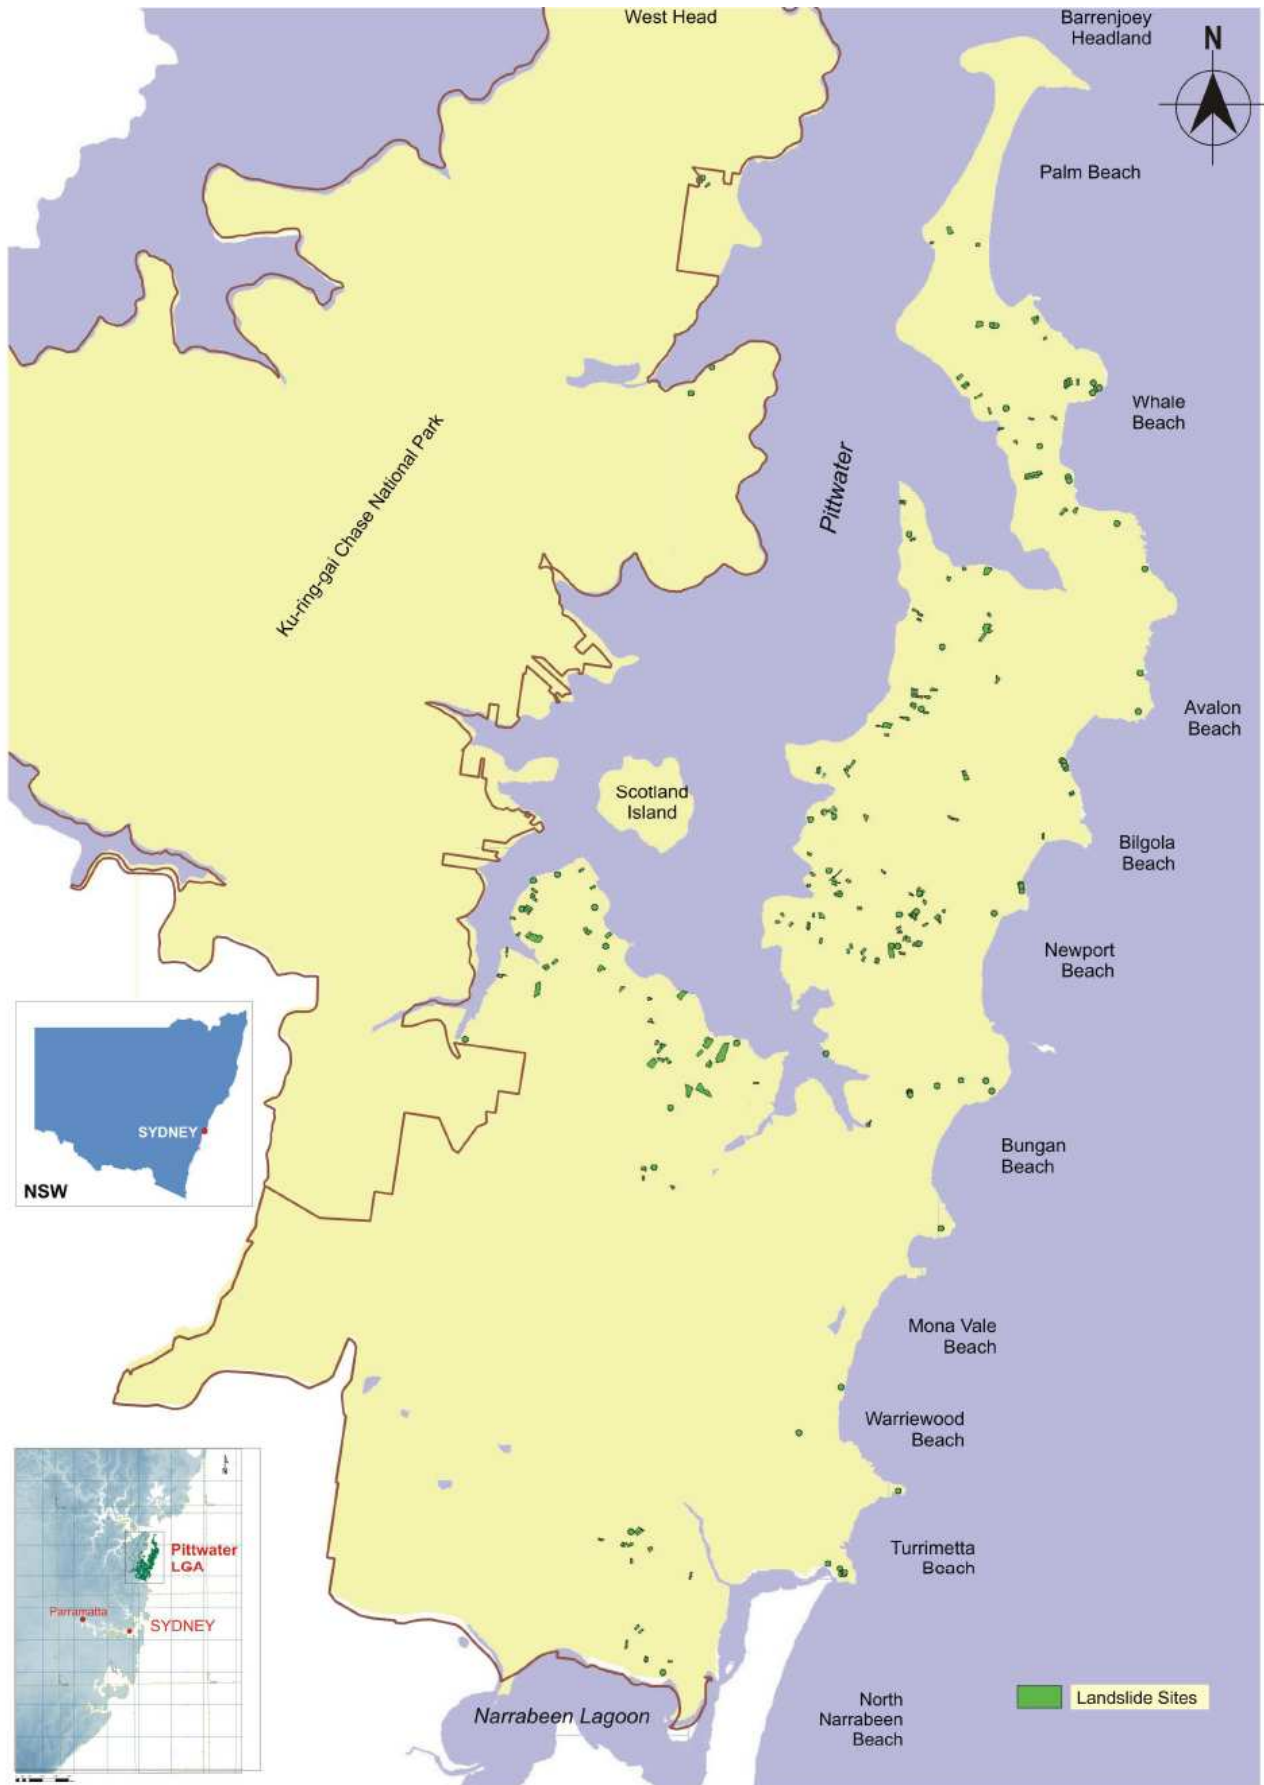 West Head
Barrenjoey
Headland
N
Palm Beach
Whale
Beach
Pittwater
Ku-ring-gai Chase National Park
Avalon
Beach
Scotland
Island
Bilgola
Beach
Newport
Beach
SYDNEY
NSW
Bungan
Beach
Mona Vale
Beach
Warriewood
Beach
Turrimetta
Beach
Pittwater
LGA
Parramatta
SYDNEY
Narrabeen Lagoon
North
Narrabeen
Beach
Landslide Sites